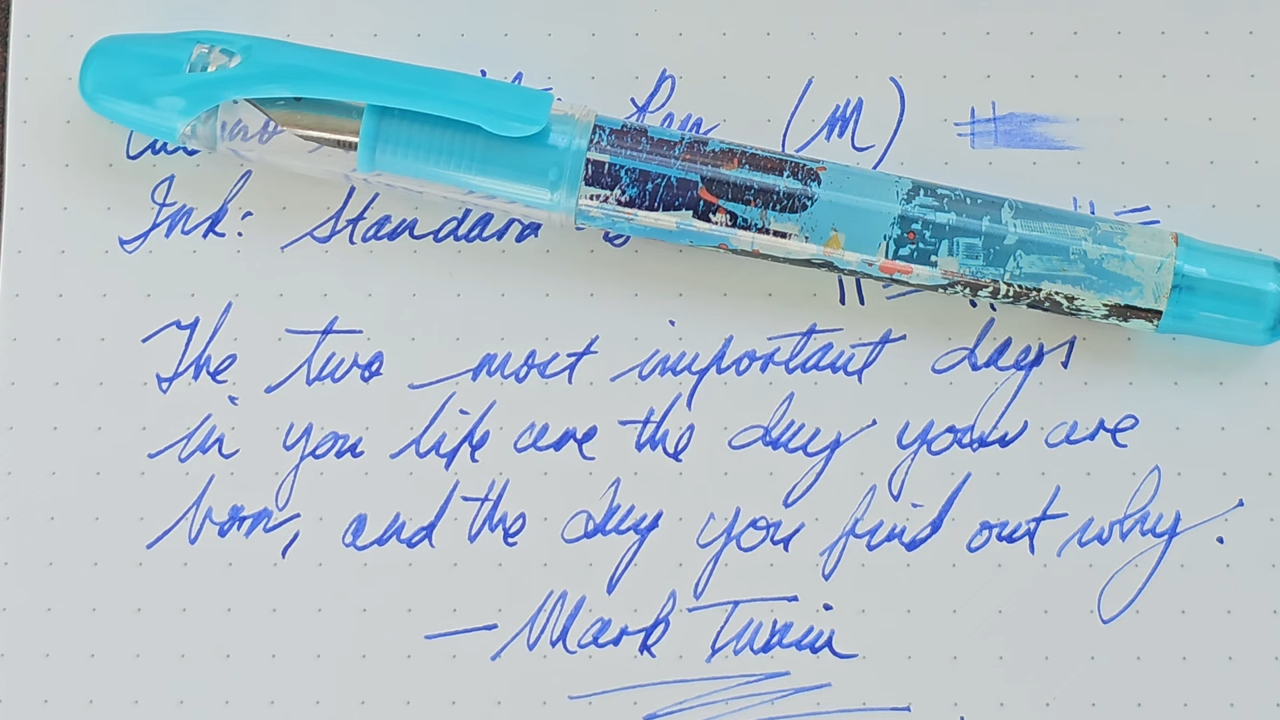 Pen (M)
Ink: Standard
The two most important days
in you life are the day you are
born, and the day you find out why.
— Mark Twain